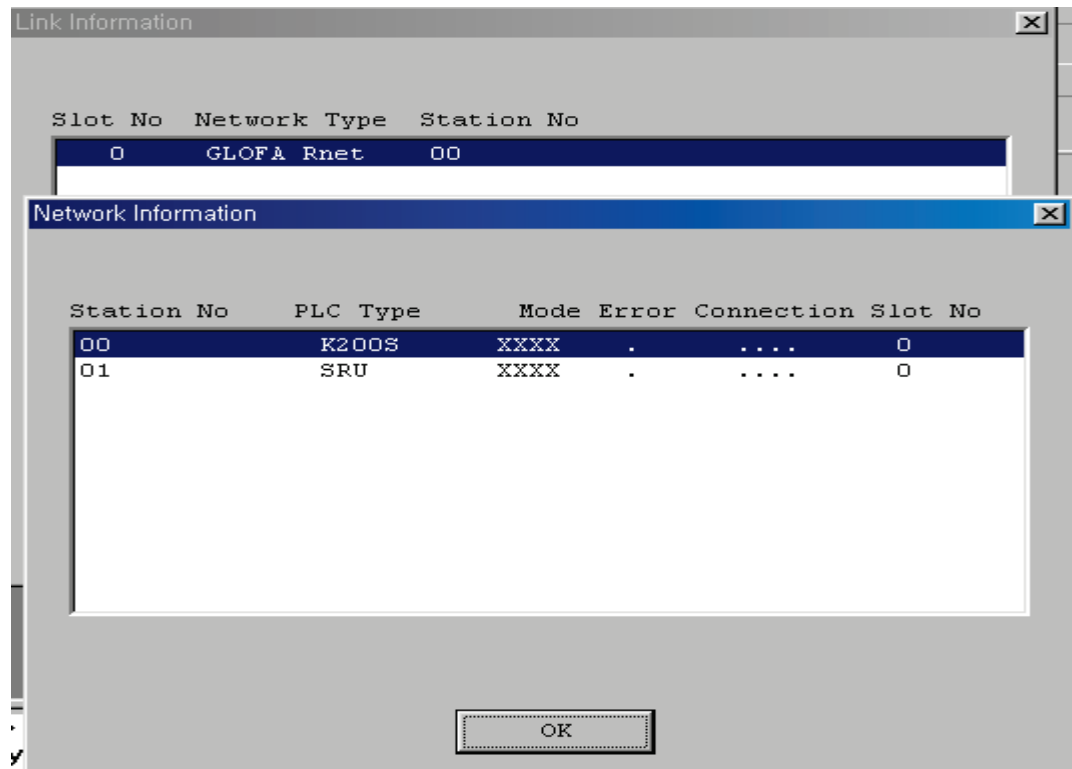 Link Information
Slot No Network Type Station No
0 GLOFA Rnet 00
Network Information
Station No PLC Type Mode Error Connection Slot No
00 K200S XXXX . .... 0
01 SRU XXXX . .... 0
OK
y